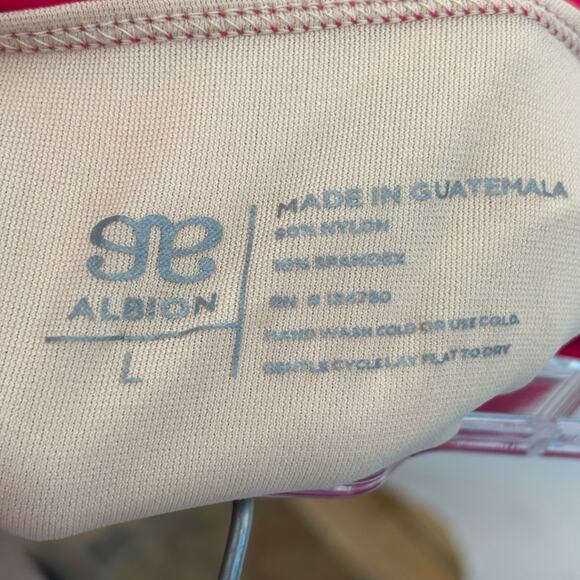 ALBION
L
MADE IN GUATEMALA
90% NYLON
10% SPANDEX
RN #
HAND WASH COLD OR USE COLD.
GENTLE CYCLE LAY FLAT TO DRY